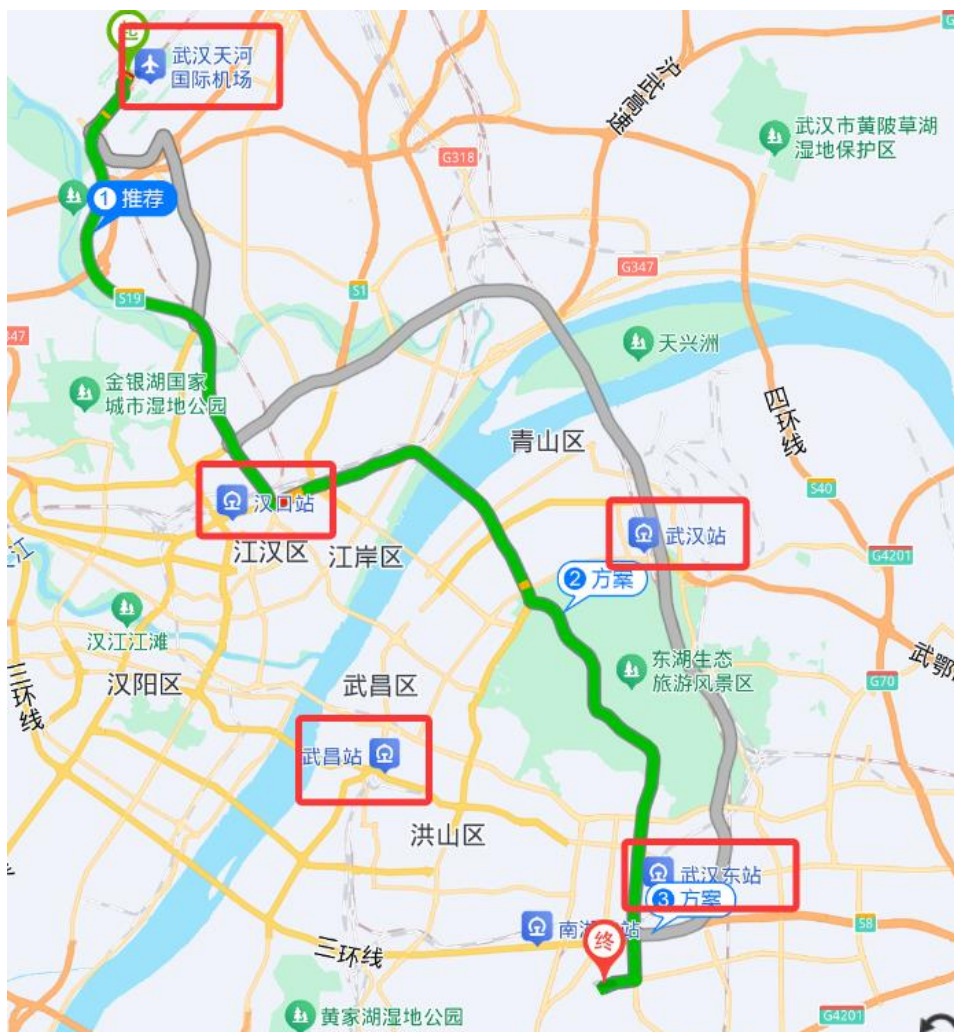 起
武汉天河
国际机场
沪武高速
G318
武汉市黄陂草湖
湿地保护区
1 推荐
G347
S19
S1
347
天兴洲
金银湖国家
城市湿地公园
四环线
青山区
S40
汉口站
武汉站
江汉区
江岸区
G4201
2 方案
江
汉江江滩
东湖生态
旅游风景区
武鄂
三环线
汉阳区
武昌区
G70
武昌站
洪山区
武汉东站
3 方案
南湖
站
终
S8
三环线
黄家湖湿地公园
G4201